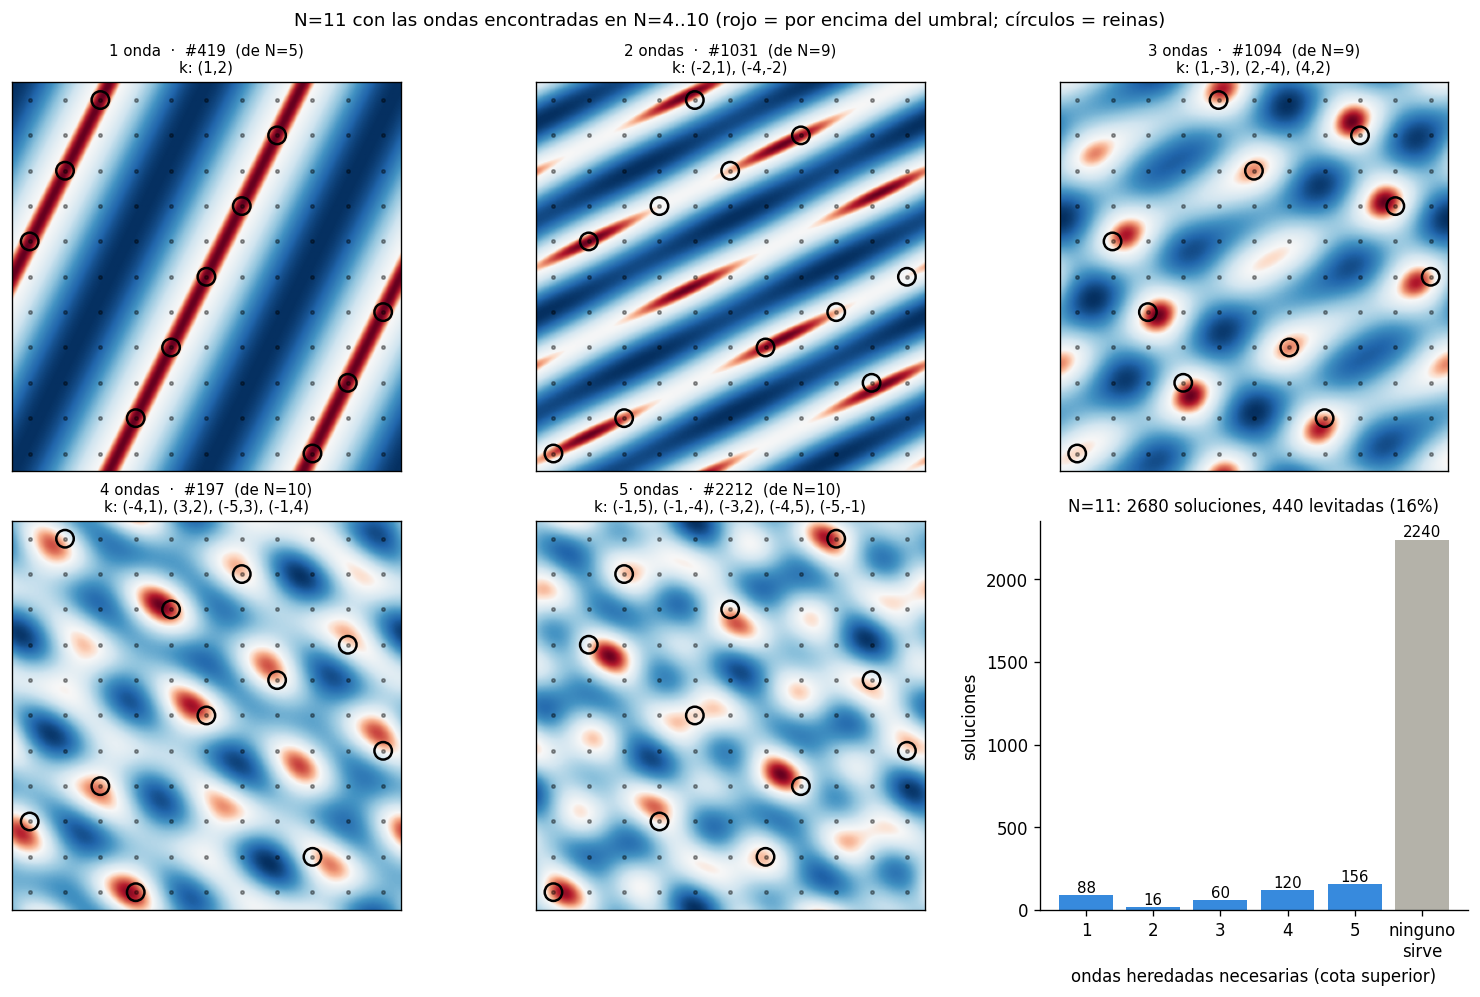 N=11 con las ondas encontradas en N=4..10 (rojo = por encima del umbral; círculos = reinas)
1 onda · #419 (de N=5)
k: (1,2)
2 ondas · #1031 (de N=9)
k: (-2,1), (-4,-2)
3 ondas · #1094 (de N=9)
k: (1,-3), (2,-4), (4,2)
4 ondas · #197 (de N=10)
k: (-4,1), (3,2), (-5,3), (-1,4)
5 ondas · #2212 (de N=10)
k: (-1,5), (-1,-4), (-3,2), (-4,5), (-5,-1)
N=11: 2680 soluciones, 440 levitadas (16%)
2240
2000
1500
1000
500
0
soluciones
88
16
60
120
156
1
2
3
4
5
ninguno
sirve
ondas heredadas necesarias (cota superior)